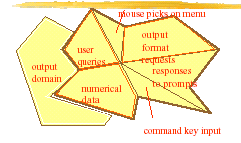 mouse picks on menu
output
format
requests
user
queries
output
domain
responses
to prompts
numerical
data
command key input